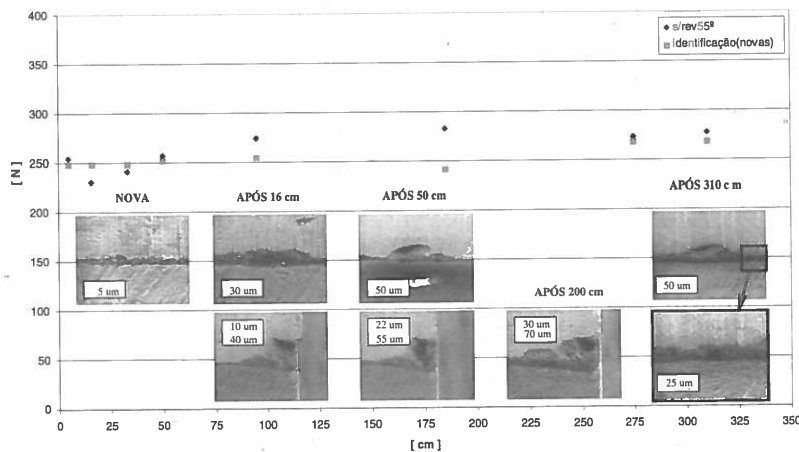 400
350
300
250
200
150
100
50
0
[ N ]
◆ s/rev55º
■ identificação(novas)
NOVA
APÓS 16 cm
APÓS 50 cm
APÓS 310 c m
5 um
30 um
50 um
50 um
APÓS 200 cm
10 um
40 um
22 um
55 um
30 um
70 um
25 um
0 25 50 75 100 125 150 175 200 225 250 275 300 325 350
[ cm ]